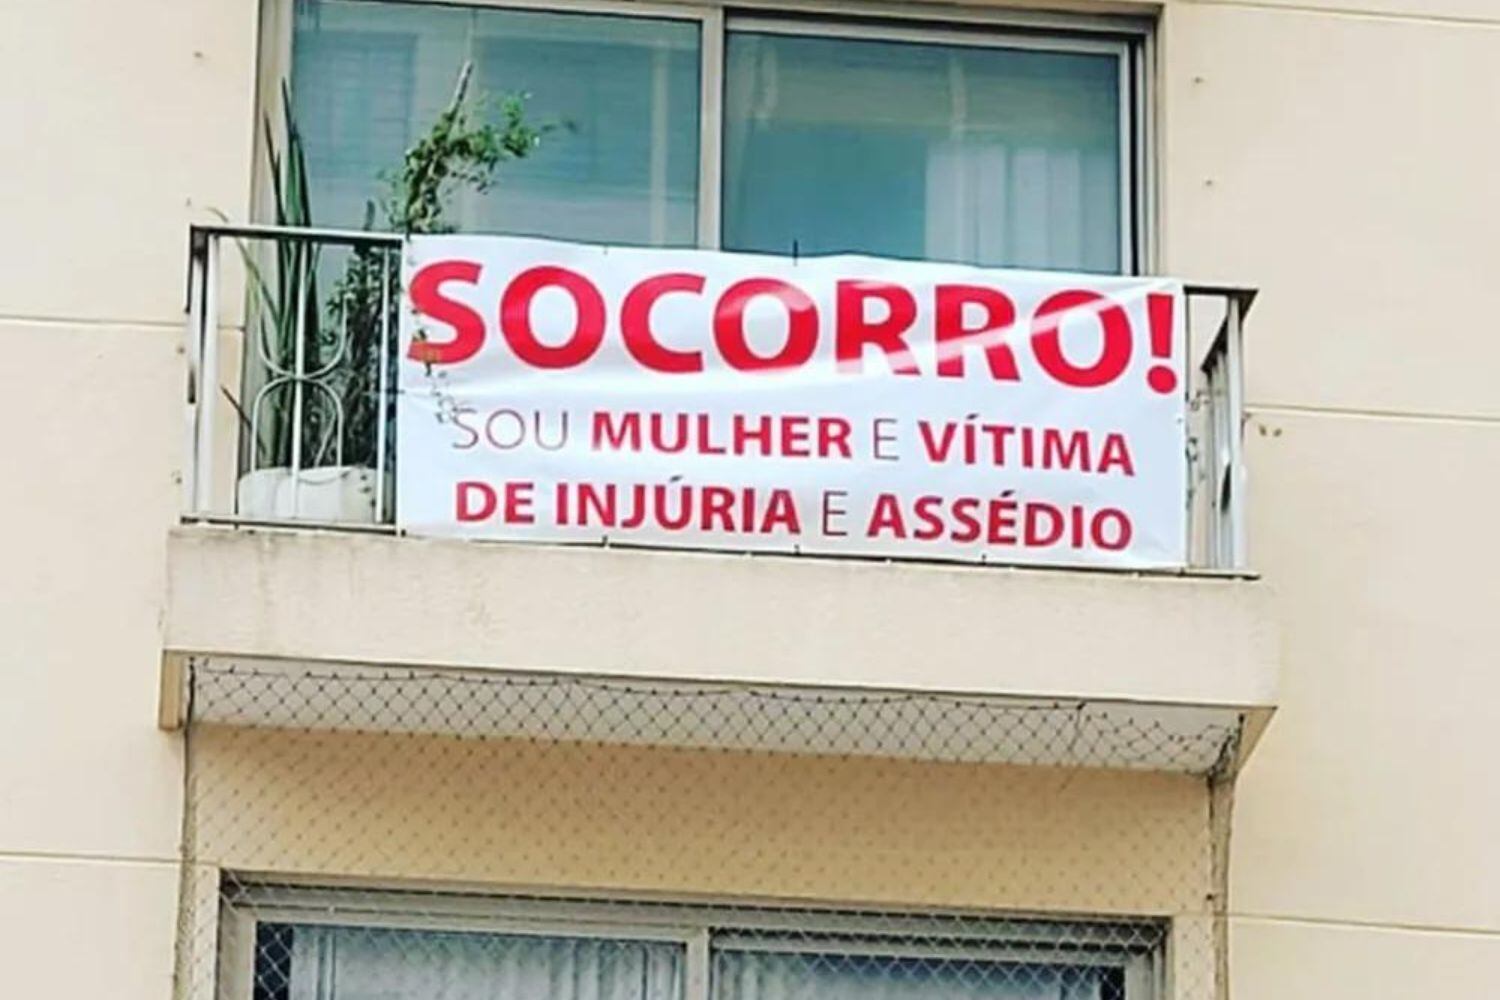 SOCORRO!
SOU MULHER E VÍTIMA
DE INJÚRIA E ASSÉDIO